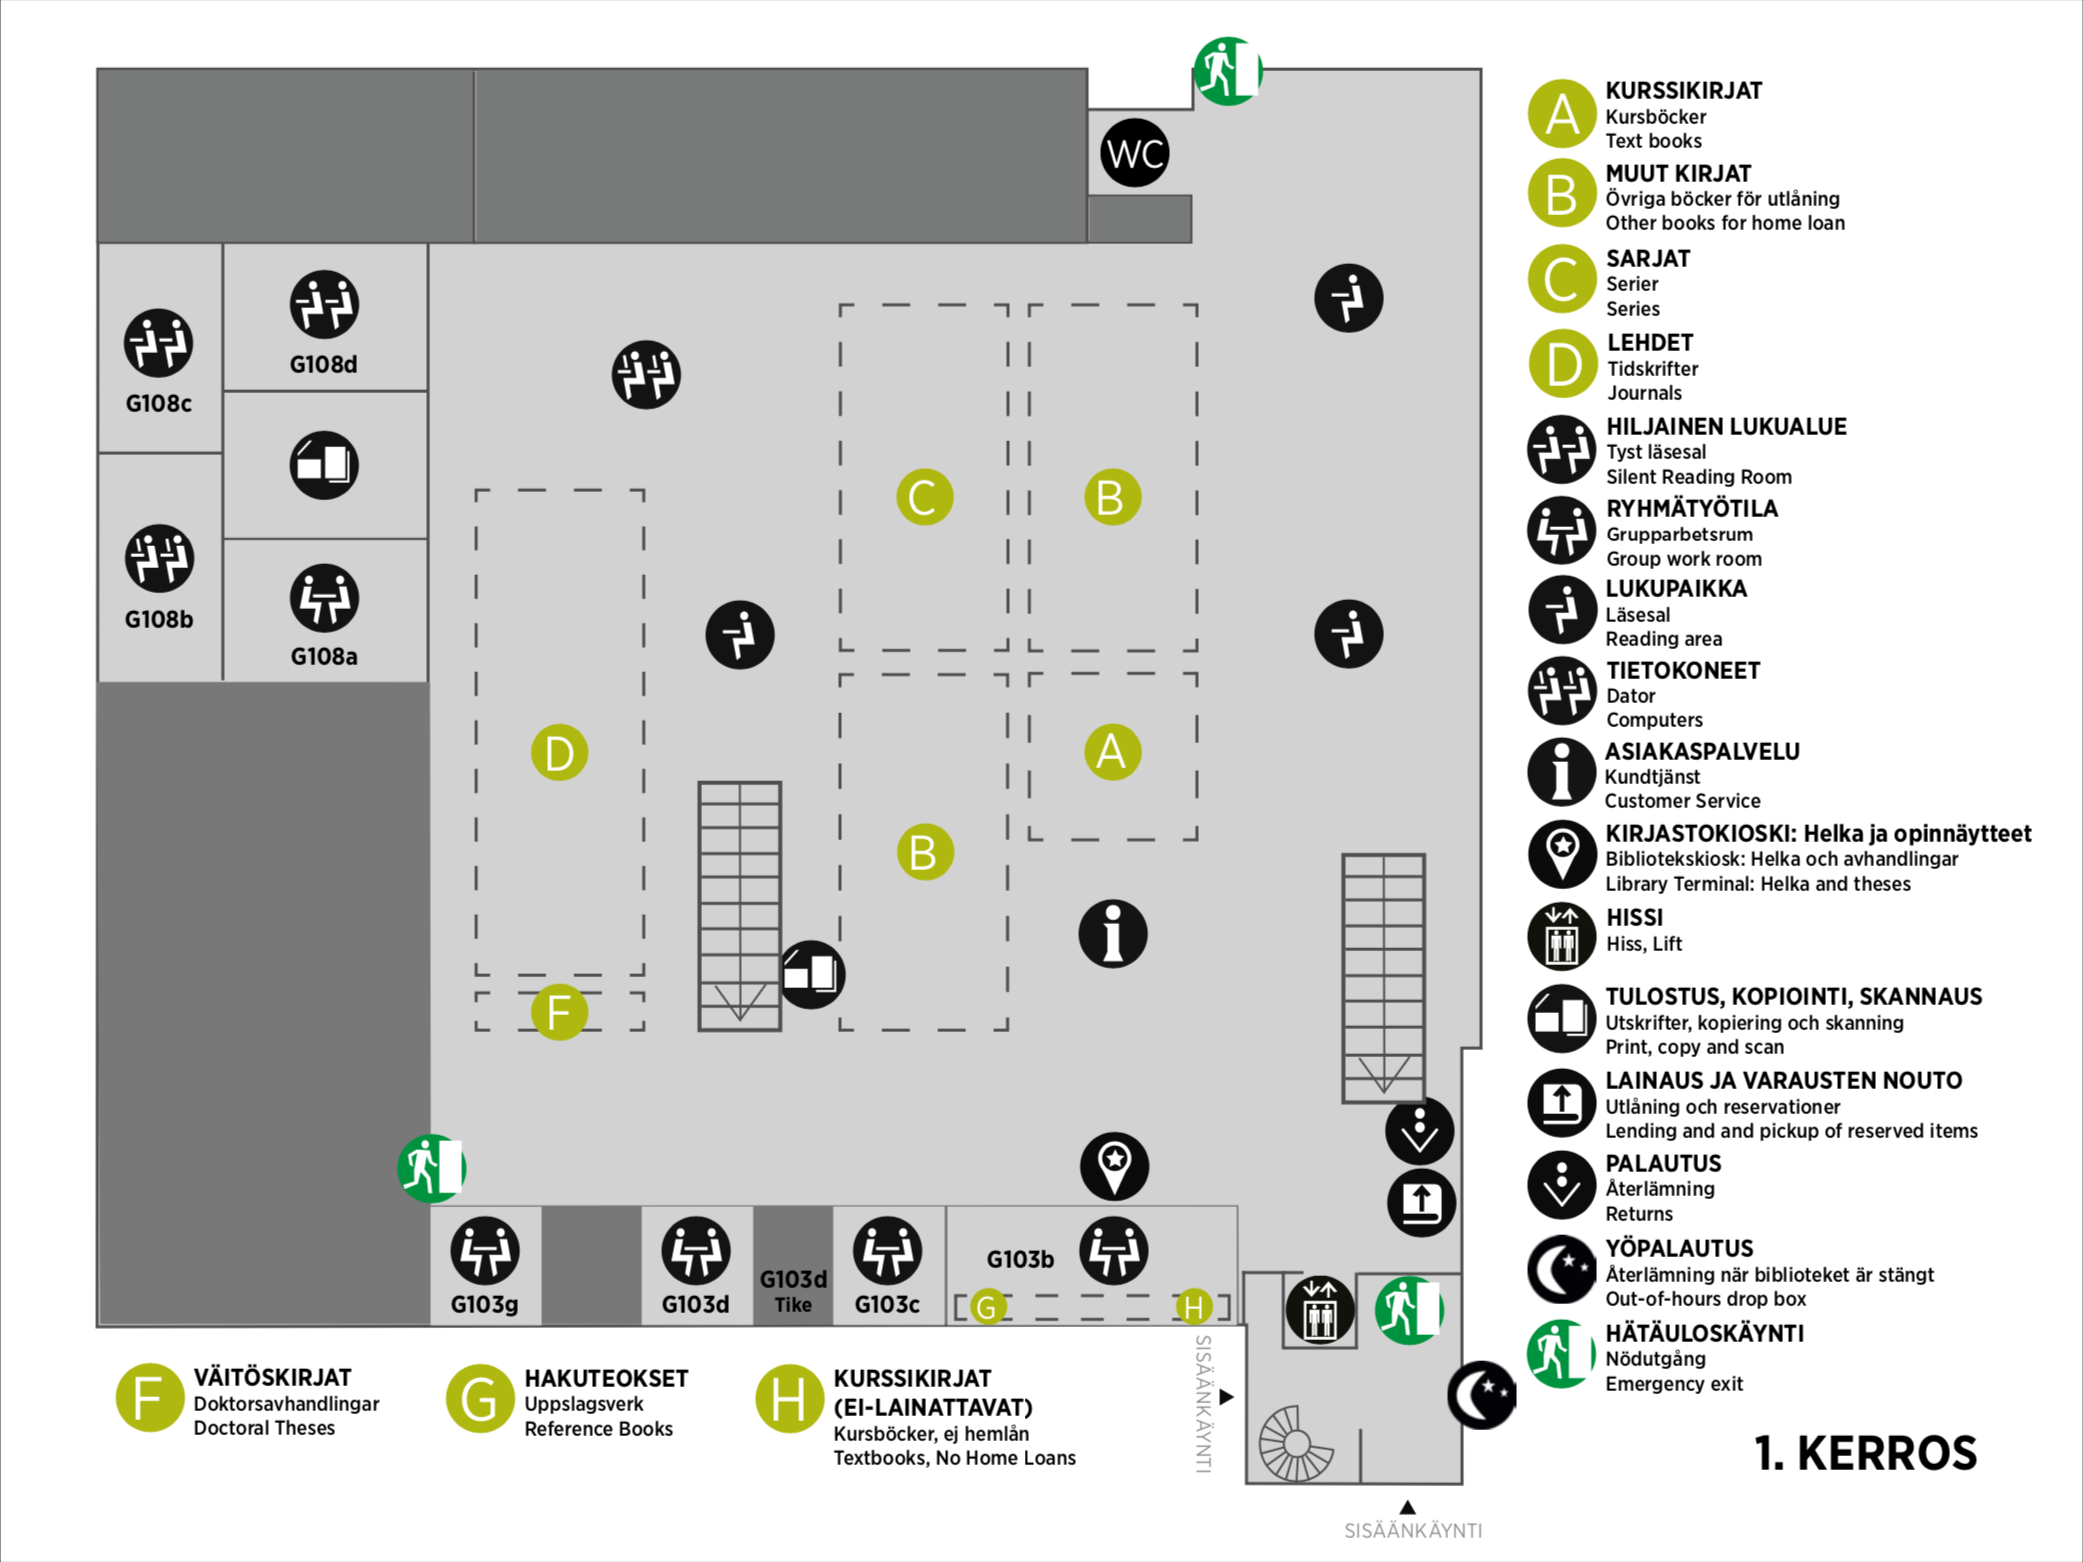 WC
G108d
G108c
G108b
G108a
C
B
D
A
B
F
G103g
G103d
G103d
Tike
G103c
G103b
G
H
SISÄÄNKÄYNTI
SISÄÄNKÄYNTI
A
KURSSIKIRJAT
Kursböcker
Text books
B
MUUT KIRJAT
Övriga böcker för utlåning
Other books for home loan
C
SARJAT
Serier
Series
D
LEHDET
Tidskrifter
Journals
HILJAINEN LUKUALUE
Tyst läsesal
Silent Reading Room
RYHMÄTYÖTILA
Grupparbetsrum
Group work room
LUKUPAIKKA
Läsesal
Reading area
TIETOKONEET
Dator
Computers
ASIAKASPALVELU
Kundtjänst
Customer Service
KIRJASTOKIOSKI: Helka ja opinnäytteet
Bibliotekskiosk: Helka och avhandlingar
Library Terminal: Helka and theses
HISSI
Hiss, Lift
TULOSTUS, KOPIOINTI, SKANNAUS
Utskrifter, kopiering och skanning
Print, copy and scan
LAINAUS JA VARAUSTEN NOUTO
Utlåning och reservationer
Lending and and pickup of reserved items
PALAUTUS
Återlämning
Returns
YÖPALAUTUS
Återlämning när biblioteket är stängt
Out-of-hours drop box
HÄTÄULOSKÄYNTI
Nödutgång
Emergency exit
F
VÄITÖSKIRJAT
Doktorsavhandlingar
Doctoral Theses
G
HAKUTEOKSET
Uppslagsverk
Reference Books
H
KURSSIKIRJAT
(EI-LAINATTAVAT)
Kursböcker, ej hemlån
Textbooks, No Home Loans
1. KERROS